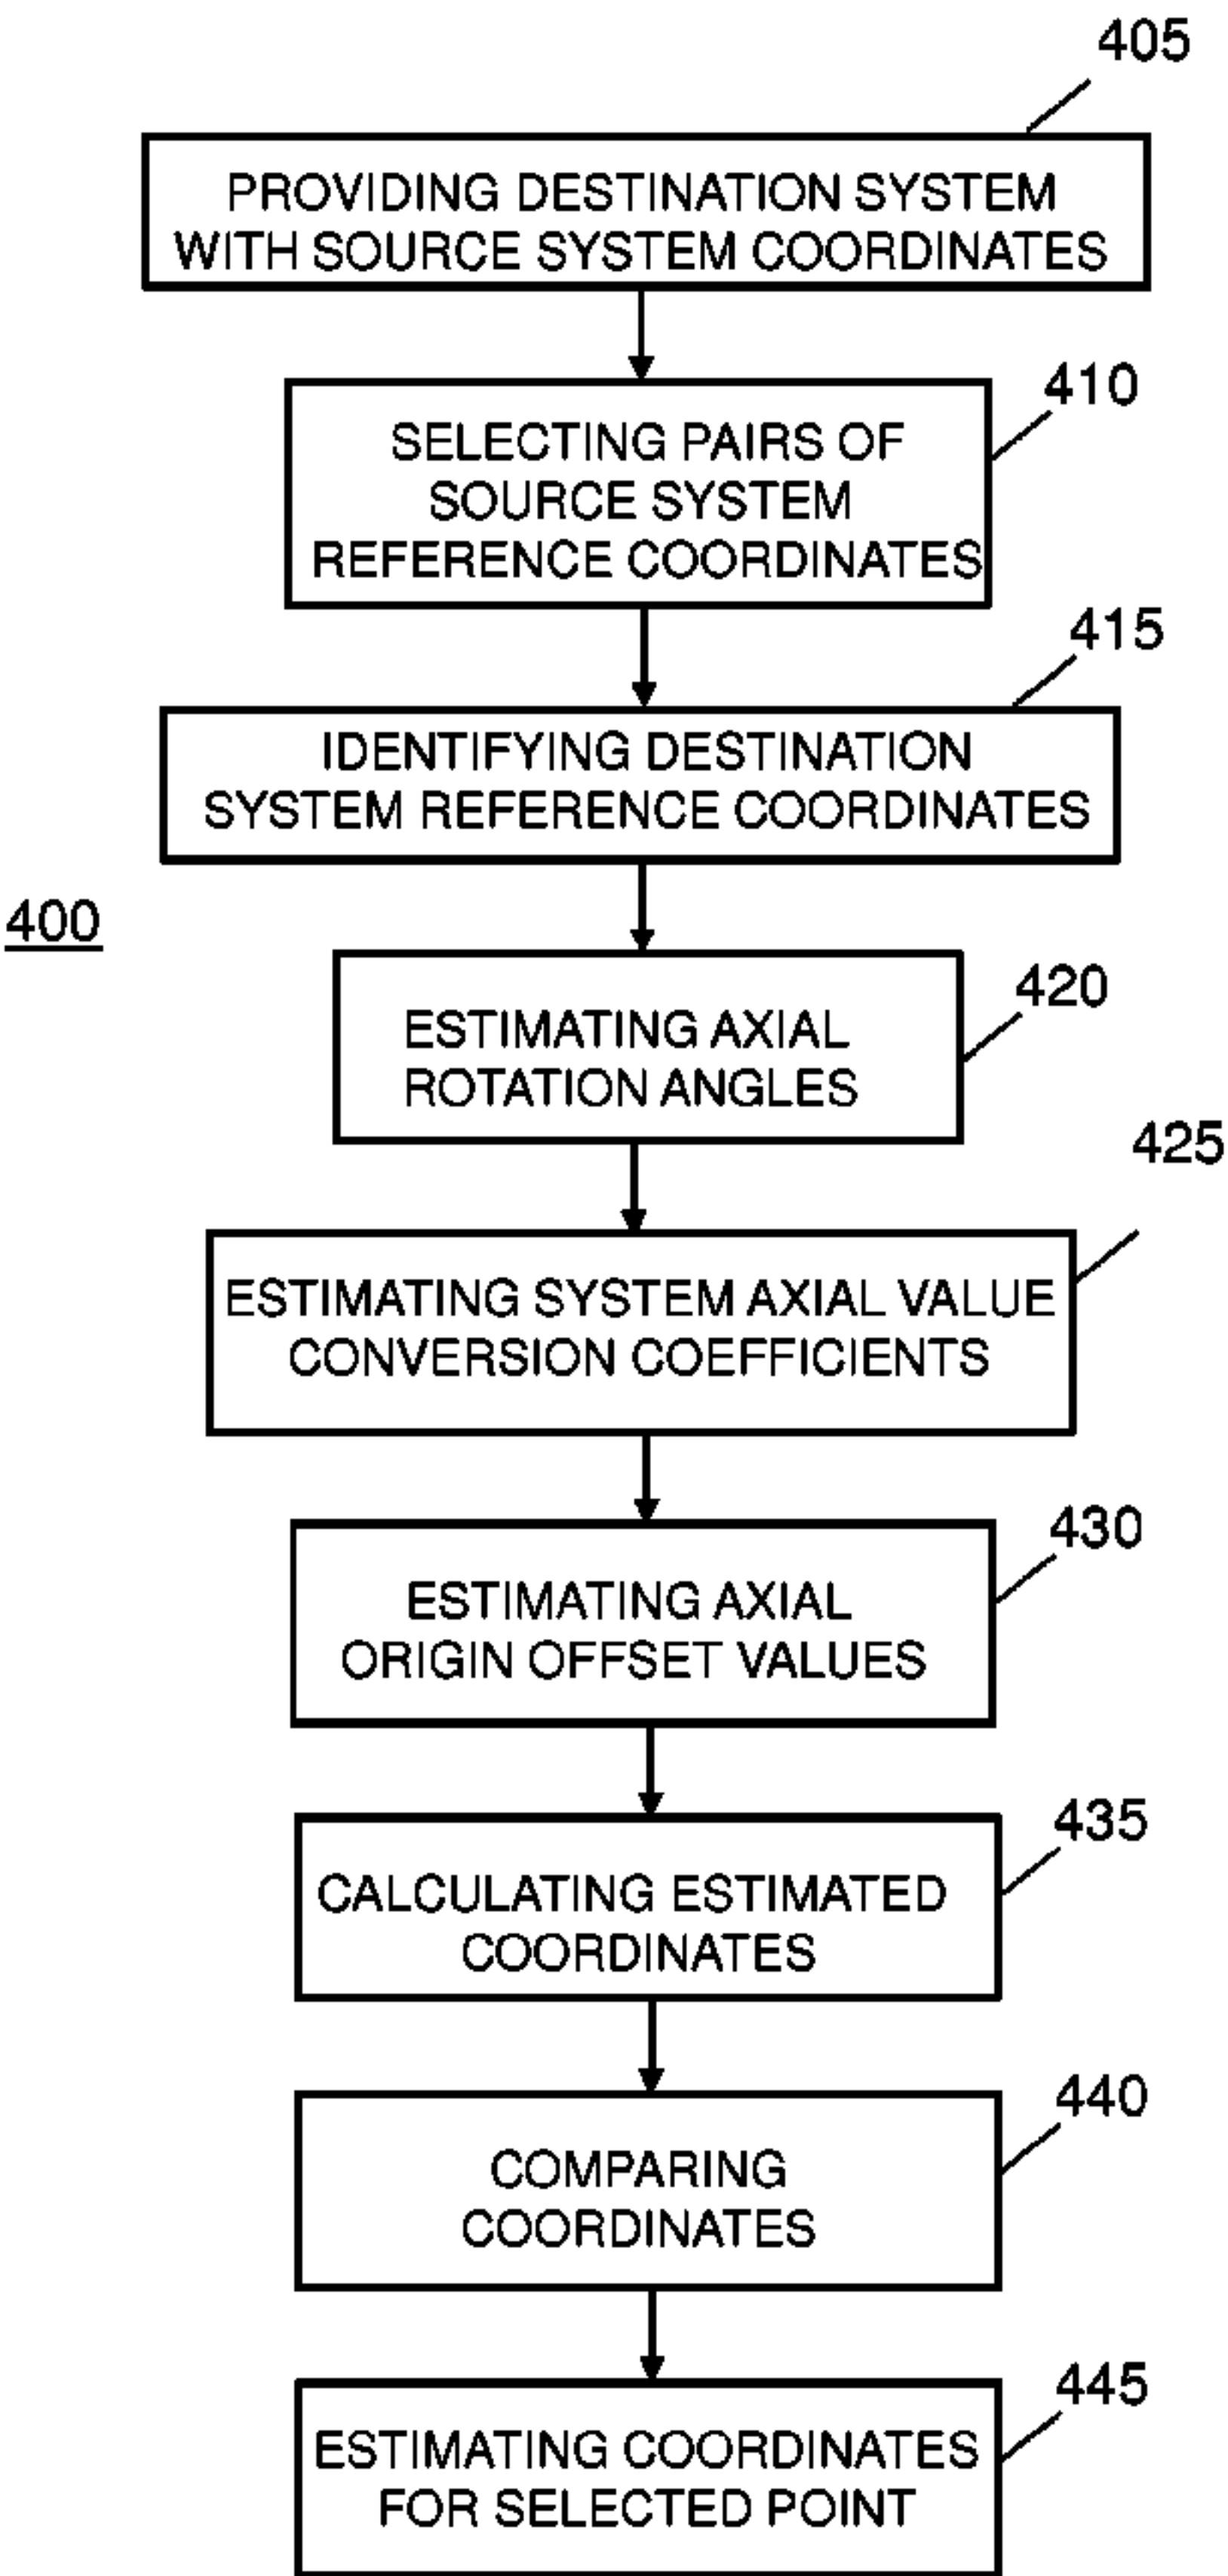 405
PROVIDING DESTINATION SYSTEM
WITH SOURCE SYSTEM COORDINATES
410
SELECTING PAIRS OF
SOURCE SYSTEM
REFERENCE COORDINATES
415
IDENTIFYING DESTINATION
SYSTEM REFERENCE COORDINATES
400
420
ESTIMATING AXIAL
ROTATION ANGLES
425
ESTIMATING SYSTEM AXIAL VALUE
CONVERSION COEFFICIENTS
430
ESTIMATING AXIAL
ORIGIN OFFSET VALUES
435
CALCULATING ESTIMATED
COORDINATES
440
COMPARING
COORDINATES
445
ESTIMATING COORDINATES
FOR SELECTED POINT